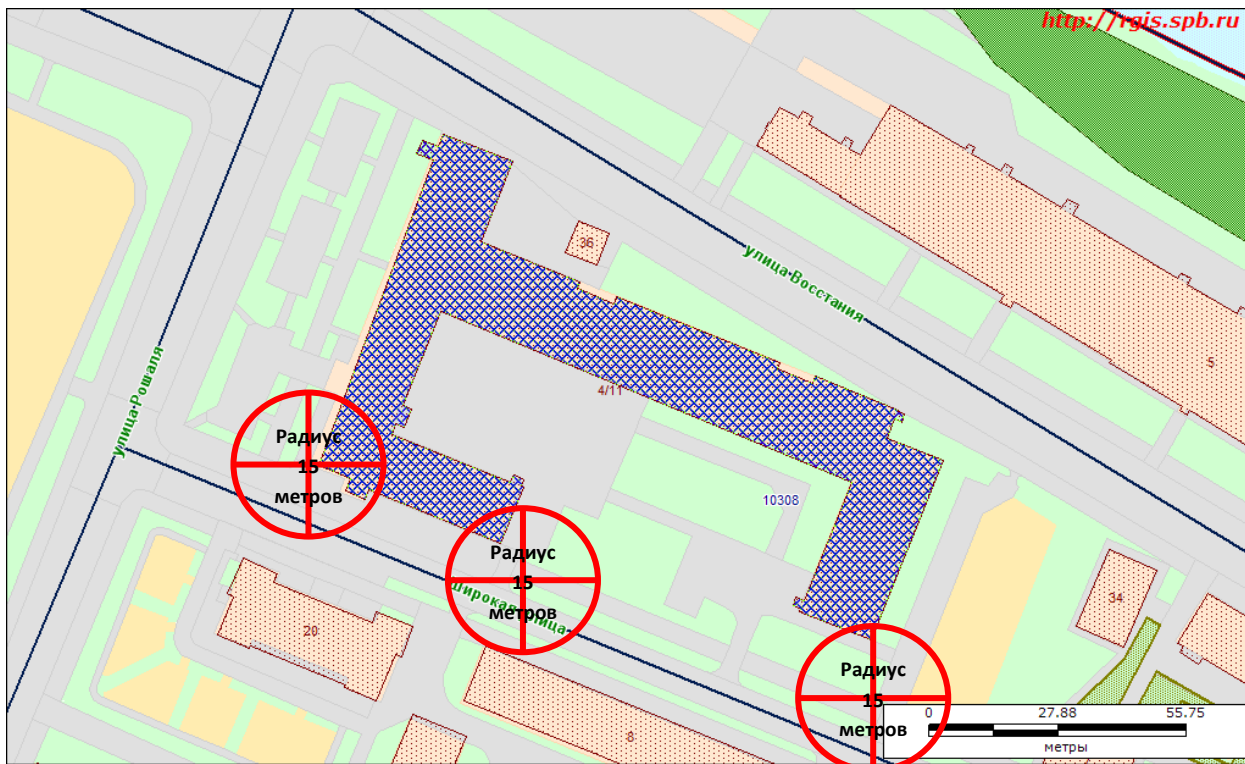 http://rgis.spb.ru
36
улица Восстания
5
улица Рошаля
4/11
Радиус
15
метров
10308
Радиус
15
метров
Широкая улица
34
20
Радиус
15
метров
8
0 27.88 55.75
метры